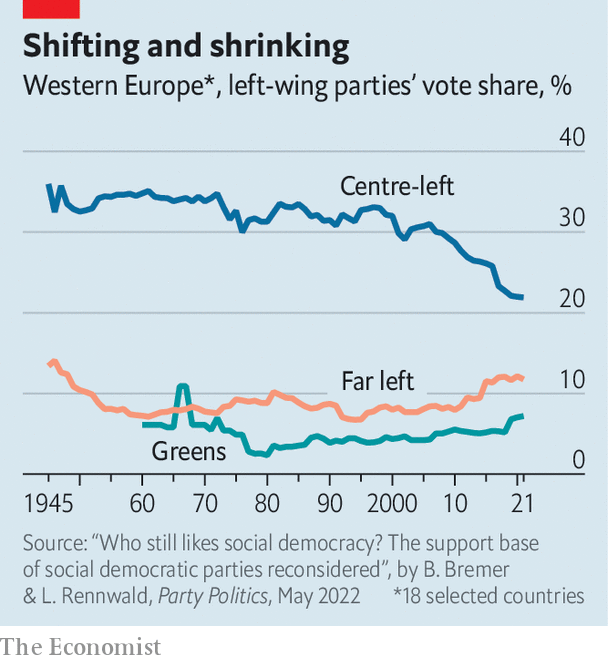 Shifting and shrinking
Western Europe*, left-wing parties’ vote share, %
40
Centre-left
30
20
Far left
10
Greens
0
1945 60 70 80 90 2000 10 21
Source: “Who still likes social democracy? The support base
of social democratic parties reconsidered”, by B. Bremer
& L. Rennwald, Party Politics, May 2022 *18 selected countries
The Economist